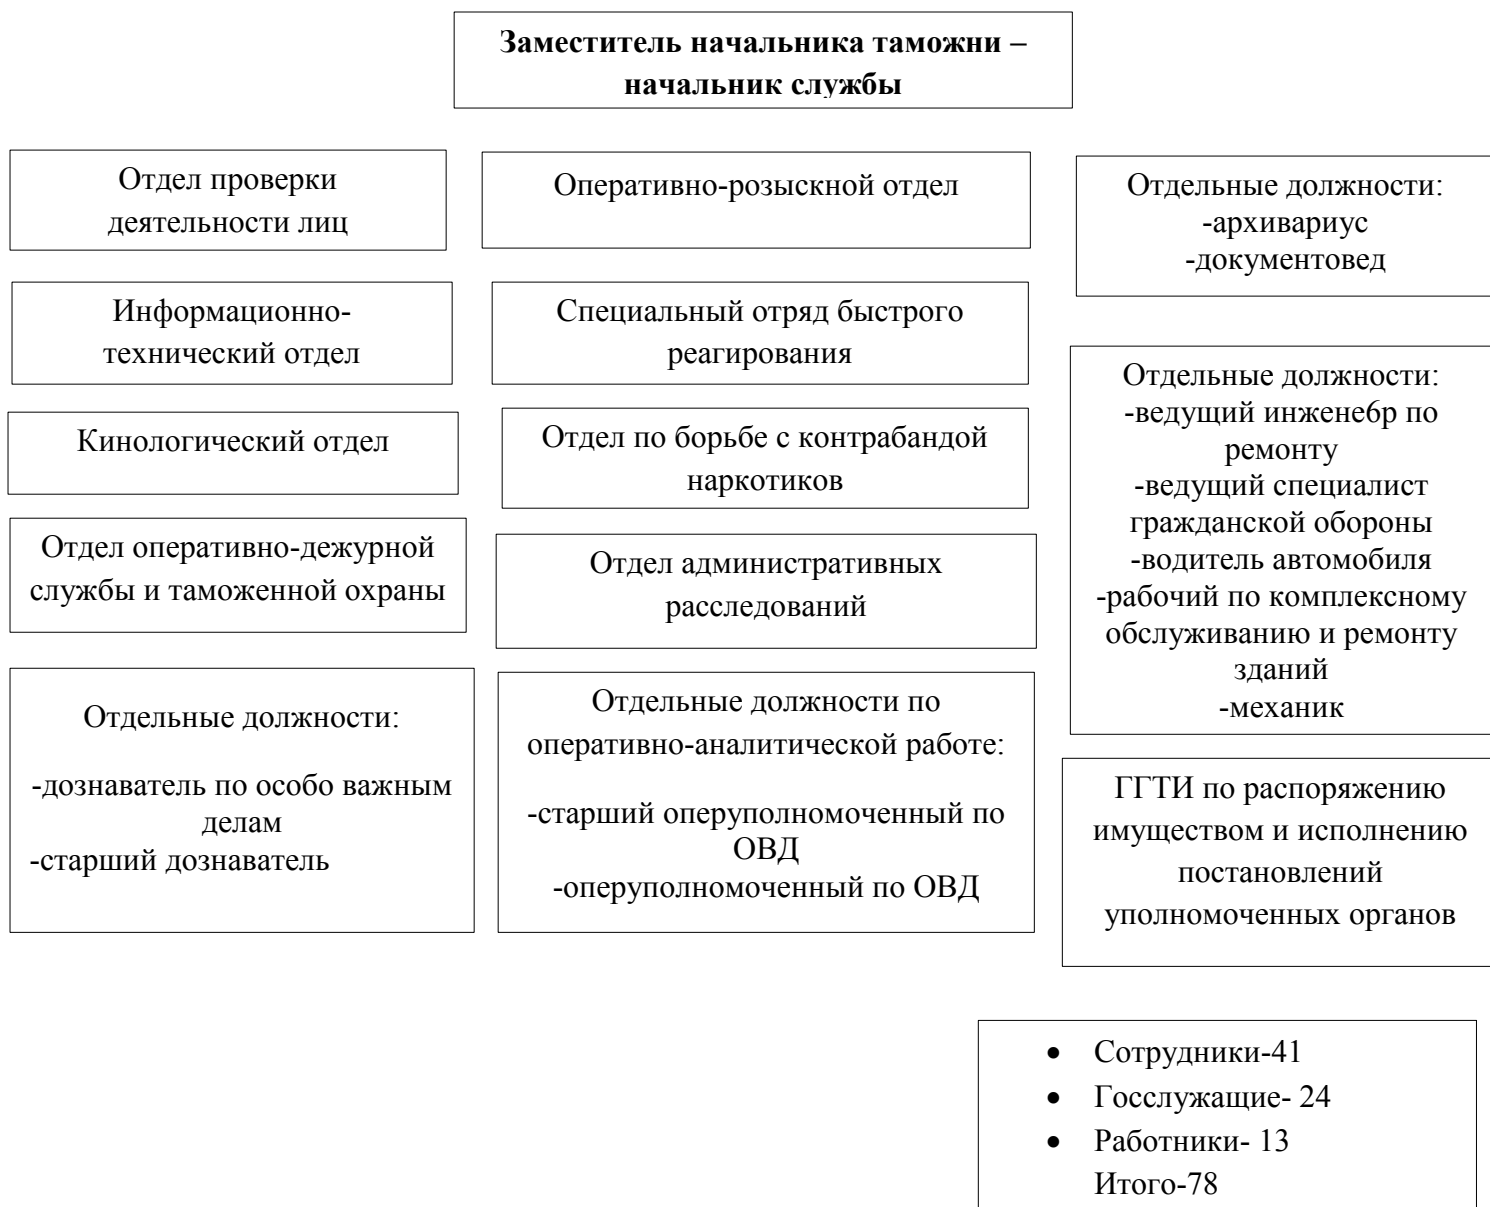 Заместитель начальника таможни –
начальник службы
Отдел проверки
деятельности лиц
Оперативно-розыскной отдел
Отдельные должности:
-архивариус
-документовед
Информационно-
технический отдел
Специальный отряд быстрого
реагирования
Отдельные должности:
-ведущий инжене6р по
ремонту
-ведущий специалист
гражданской обороны
-водитель автомобиля
-рабочий по комплексному
обслуживанию и ремонту
зданий
-механик
Кинологический отдел
Отдел по борьбе с контрабандой
наркотиков
Отдел оперативно-дежурной
службы и таможенной охраны
Отдел административных
расследований
Отдельные должности:
-дознаватель по особо важным
делам
-старший дознаватель
Отдельные должности по
оперативно-аналитической работе:
-старший оперуполномоченный по
ОВД
-оперуполномоченный по ОВД
ГГТИ по распоряжению
имуществом и исполнению
постановлений
уполномоченных органов
• Сотрудники-41
• Госслужащие- 24
• Работники- 13
Итого-78